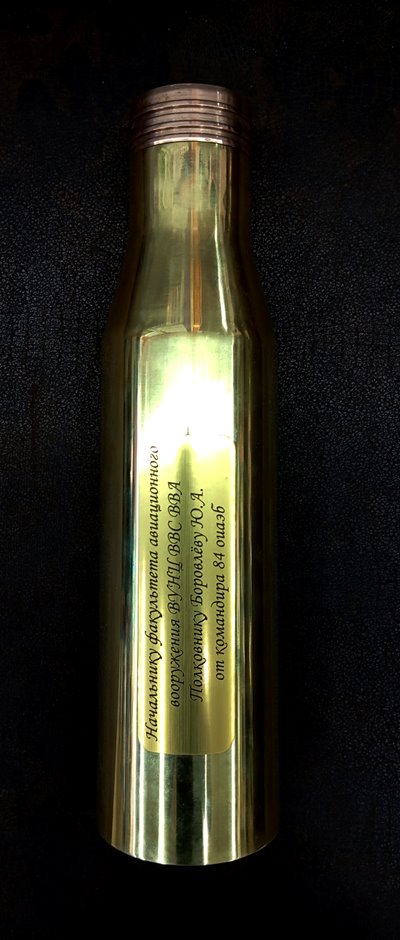 Начальнику факультета авиационного
вооружения ВУНЦ ВВС ВВА
Полковнику Боровлёву Ю.А.
от командира 84 оиаэб